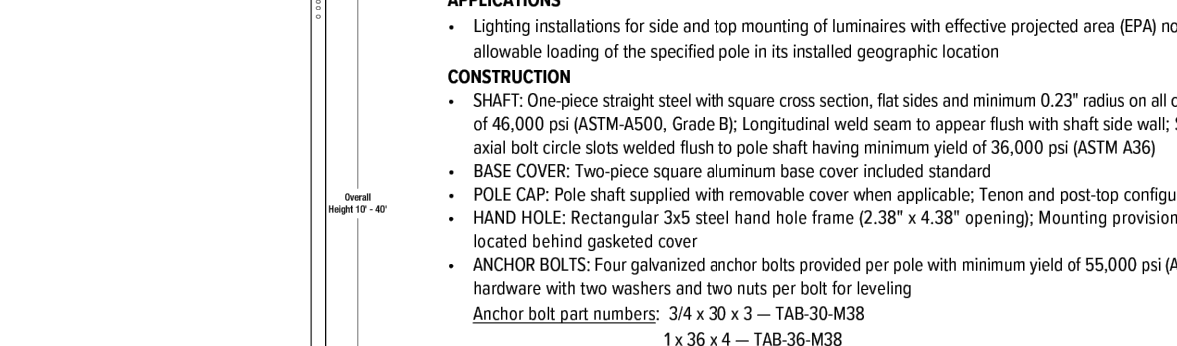 APPLICATIONS
• Lighting installations for side and top mounting of luminaires with effective projected area (EPA) no
allowable loading of the specified pole in its installed geographic location
CONSTRUCTION
• SHAFT: One-piece straight steel with square cross section, flat sides and minimum 0.23" radius on all c
of 46,000 psi (ASTM-A500, Grade B); Longitudinal weld seam to appear flush with shaft side wall; S
axial bolt circle slots welded flush to pole shaft having minimum yield of 36,000 psi (ASTM A36)
• BASE COVER: Two-piece square aluminum base cover included standard
• POLE CAP: Pole shaft supplied with removable cover when applicable; Tenon and post-top configu
• HAND HOLE: Rectangular 3x5 steel hand hole frame (2.38" x 4.38" opening); Mounting provision
located behind gasketed cover
• ANCHOR BOLTS: Four galvanized anchor bolts provided per pole with minimum yield of 55,000 psi (A
hardware with two washers and two nuts per bolt for leveling
Anchor bolt part numbers: 3/4 x 30 x 3 — TAB-30-M38
1 x 36 x 4 — TAB-36-M38
Overall
Height 10' - 40'